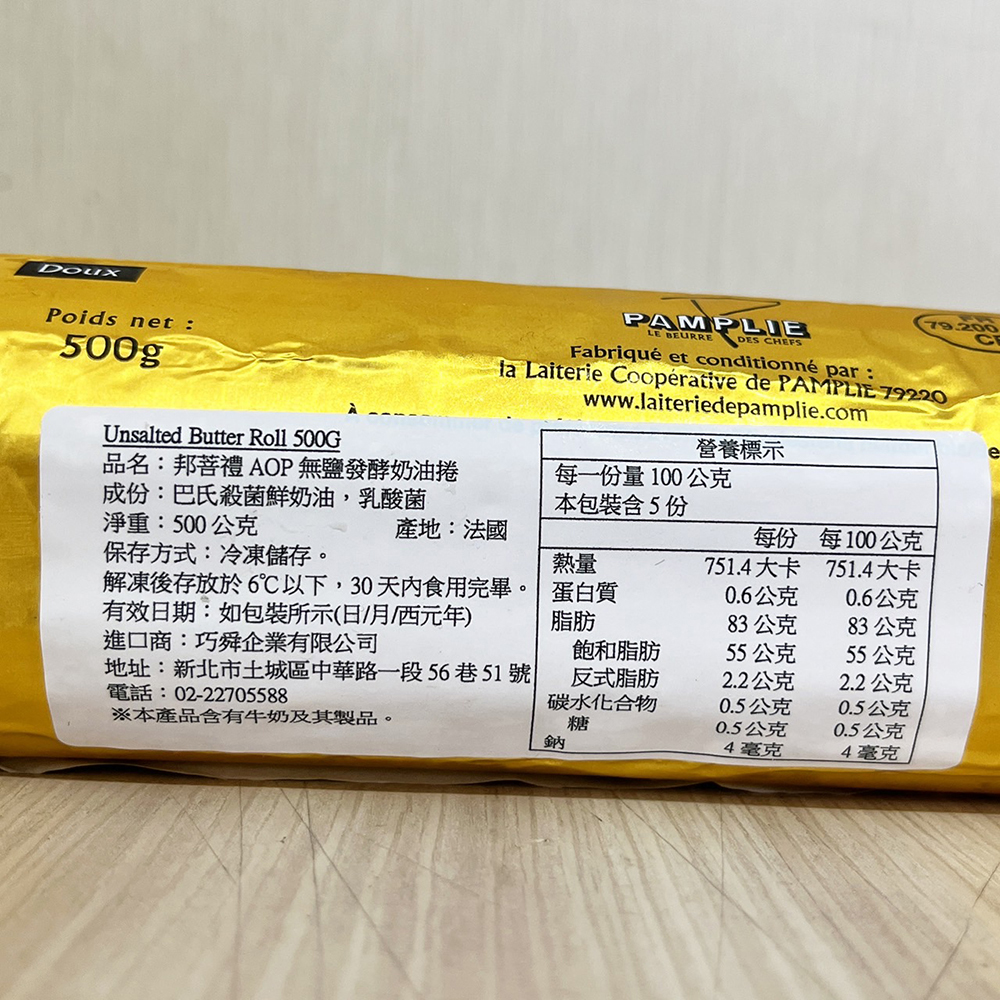 Doux
Poids net :
500g
PAMPLIE
LE BEURRE DES CHEFS
Fabriqué et conditionné par :
la Laiterie Coopérative de PAMPLIE 79220
www.laiteriedepamplie.com
79.200
Unsalted Butter Roll 500G
品名：邦菩禮 AOP 無鹽發酵奶油捲
成份：巴氏殺菌鮮奶油，乳酸菌
淨重：500 公克 產地：法國
保存方式：冷凍儲存。
解凍後存放於 6℃以下，30 天內食用完畢。
有效日期：如包裝所示(日/月/西元年)
進口商：巧舜企業有限公司
地址：新北市土城區中華路一段 56 巷 51 號
電話：02-22705588
※本產品含有牛奶及其製品。
營養標示
每一份量 100 公克
本包裝含 5 份
每份 每 100 公克
熱量 751.4 大卡 751.4 大卡
蛋白質 0.6 公克 0.6 公克
脂肪 83 公克 83 公克
飽和脂肪 55 公克 55 公克
反式脂肪 2.2 公克 2.2 公克
碳水化合物 0.5 公克 0.5 公克
糖 0.5 公克 0.5 公克
鈉 4 毫克 4 毫克